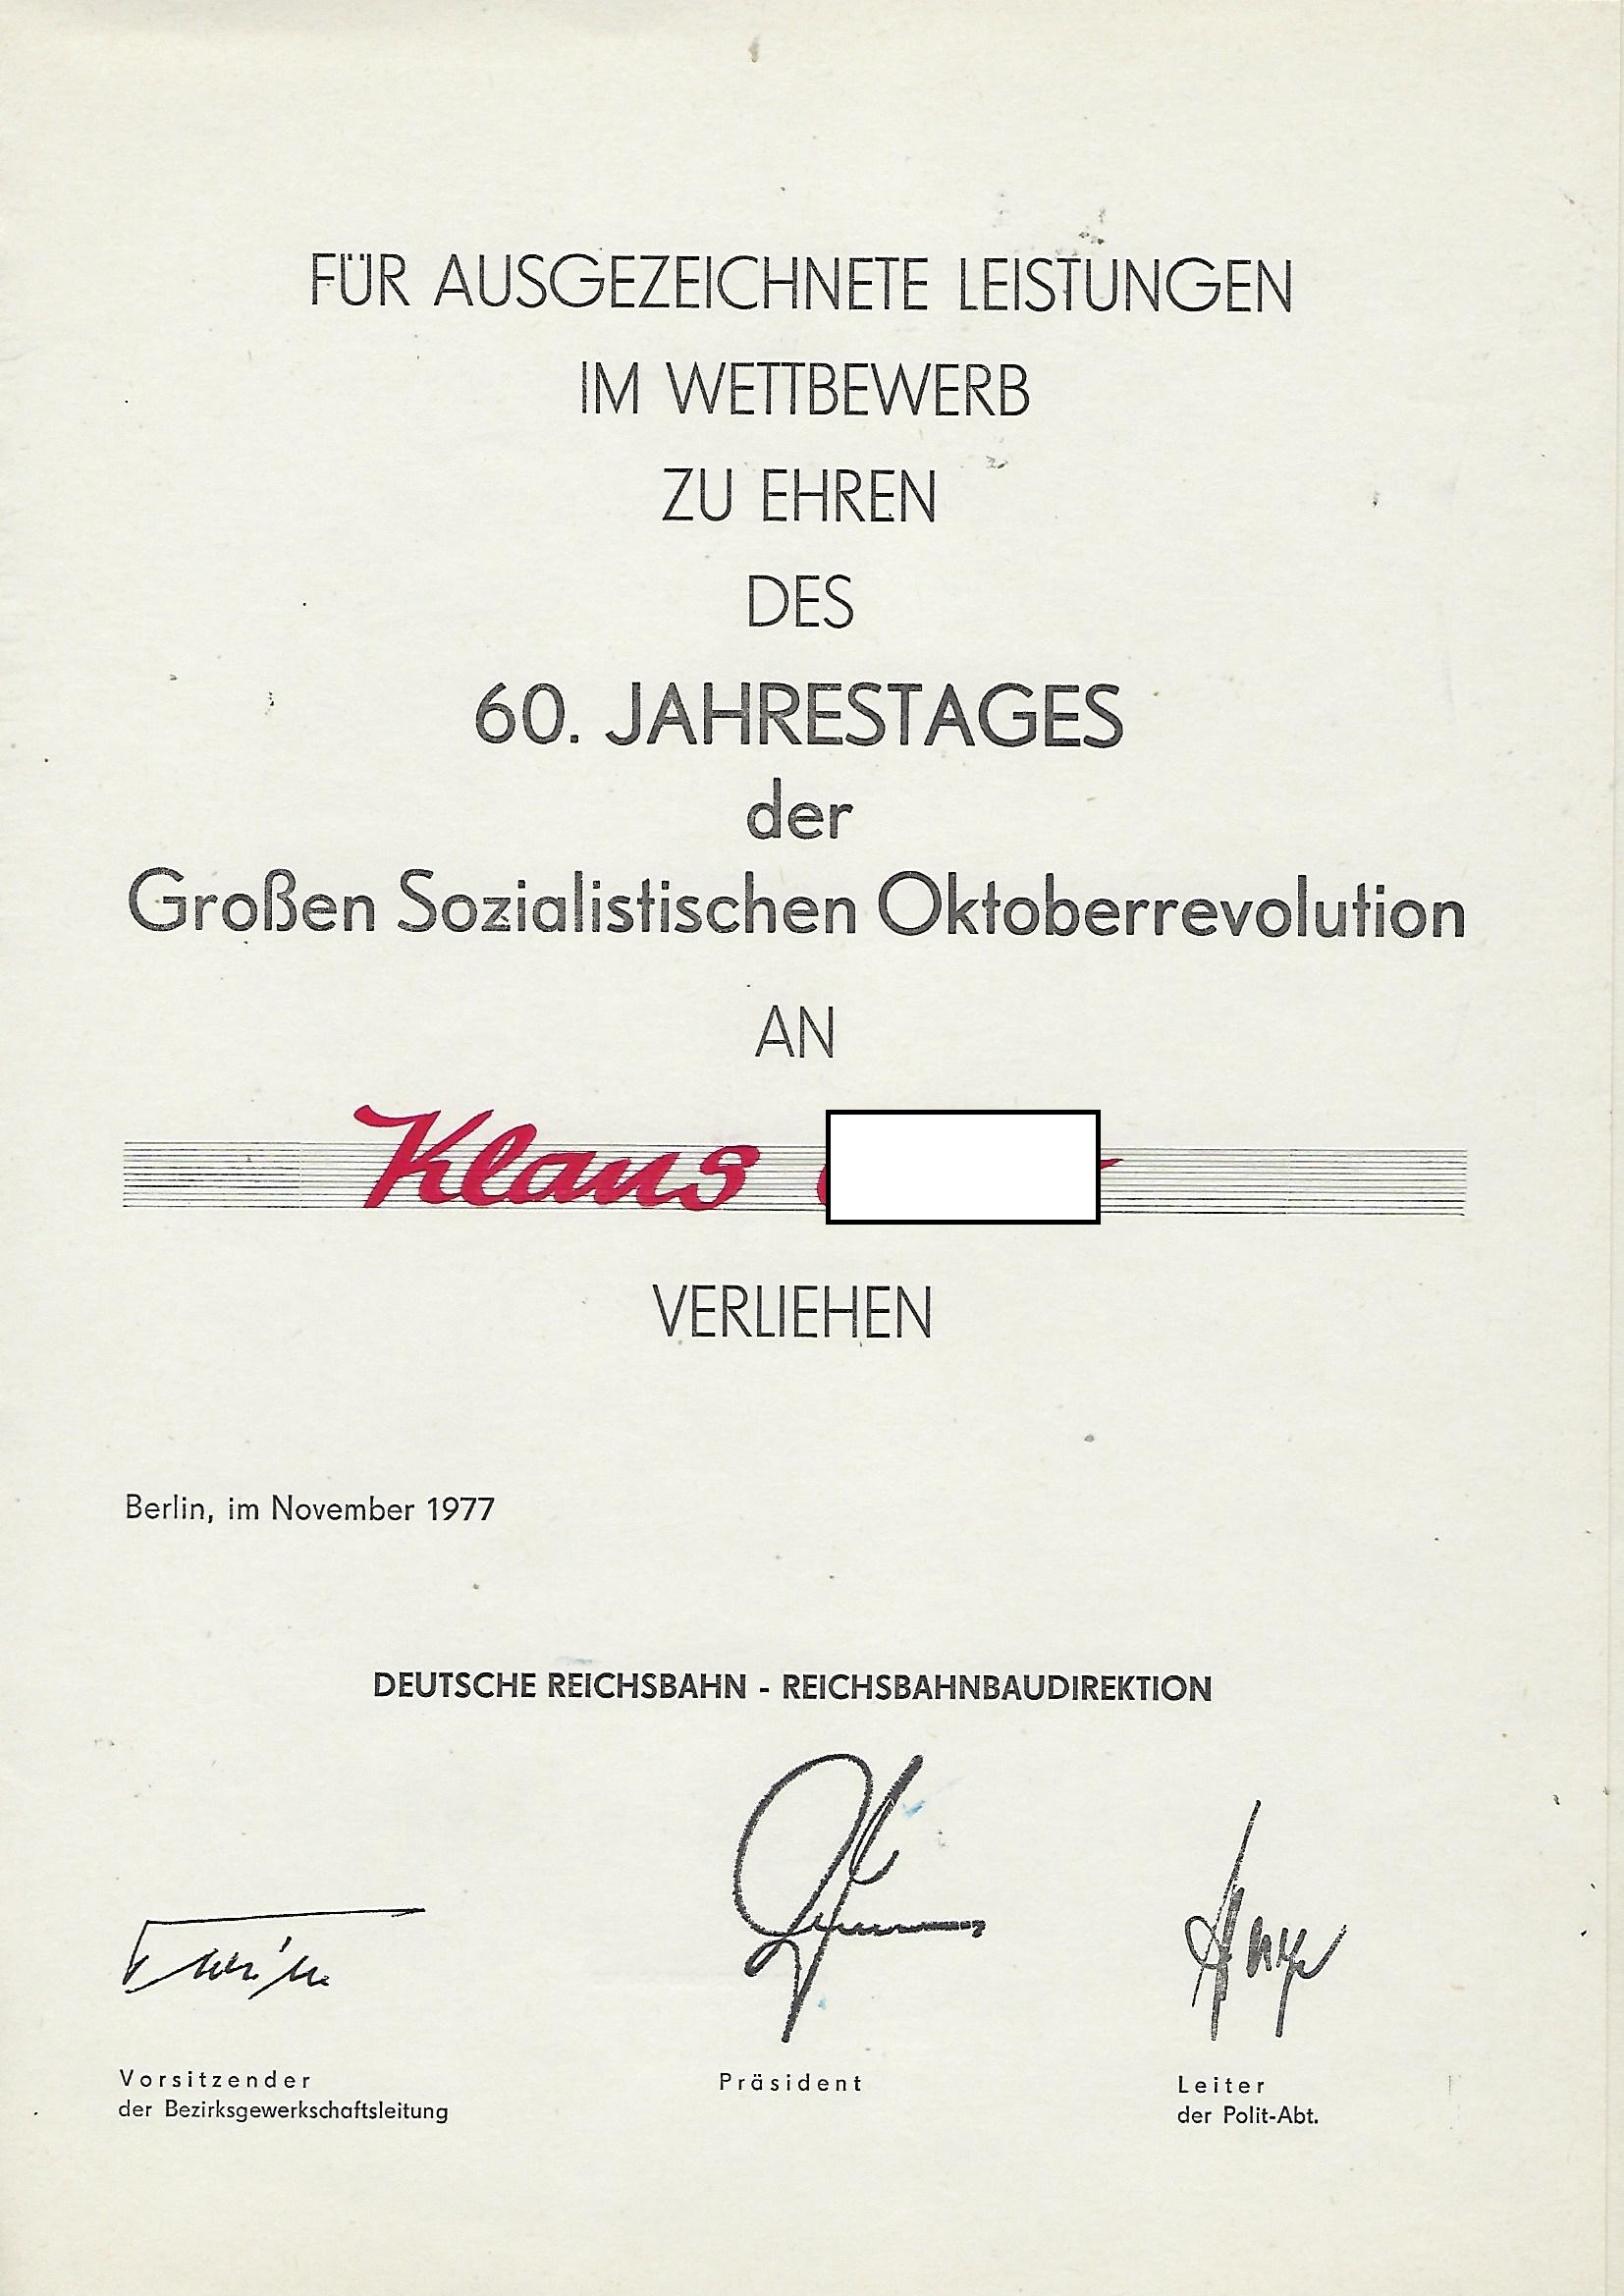 FÜR AUSGEZEICHNETE LEISTUNGEN
IM WETTBEWERB
ZU EHREN
DES
60. JAHRESTAGES
der
Großen Sozialistischen Oktoberrevolution
AN
Klaus
VERLIEHEN
Berlin, im November 1977
DEUTSCHE REICHSBAHN - REICHSBAHNBAUDIREKTION
Vorsitzender
der Bezirksgewerkschaftsleitung
Präsident
Leiter
der Polit-Abt.